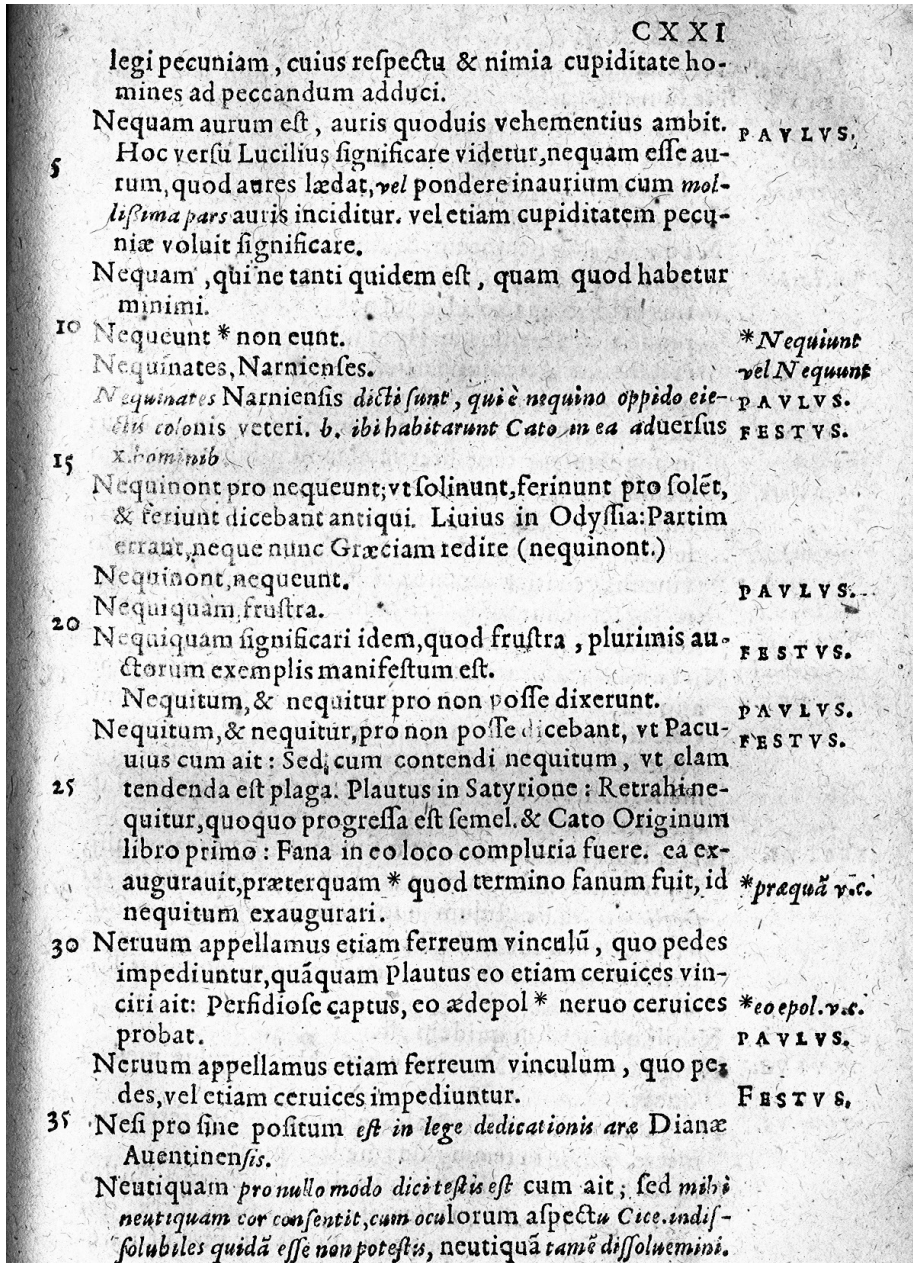 CXXI
legi pecuniam, cuius reſpectu & nimia cupiditate ho-
mines ad peccandum adduci.
Nequam aurum eſt, auris quoduis vehementius ambit. PAVLVS.
5 Hoc verſu Lucilius ſignificare videtur, nequam eſſe au-
rum, quod aures lædat, vel pondere inaurium cum mol-
liſsima pars auris inciditur. vel etiam cupiditatem pecu-
niæ voluit ſignificare.
Nequam, qui ne tanti quidem eſt, quam quod habetur
minimi.
10 Nequeunt * non eunt. *Nequiunt
Nequinates, Narnienſes. vel Nequunt
Nequinates Narnienſis dicti ſunt, qui è nequino oppido eie- PAVLVS.
ctis colonis veteri. b. ibi habitarunt Cato in ea aduerſus FESTVS.
15 x. hominib
Nequinont pro nequeunt; vt ſolinunt, ferinunt pro ſolēt,
& feriunt dicebant antiqui. Liuius in Odyſſia: Partim
errant, neque nunc Græciam redire (nequinont.)
Nequinont, nequeunt. PAVLVS.
Nequiquam, fruſtra.
20 Nequiquam ſignificari idem, quod fruſtra, plurimis au- FESTVS.
ctorum exemplis manifeſtum eſt.
Nequitum, & nequitur pro non poſſe dixerunt. PAVLVS.
Nequitum, & nequitur, pro non poſſe dicebant, vt Pacu- FESTVS.
uius cum ait: Sed, cum contendi nequitum, vt clam
25 tendenda eſt plaga. Plautus in Satyrione: Retrahi ne-
quitur, quoquo progreſſa eſt ſemel. & Cato Originum
libro primo: Fana in eo loco compluria fuere. ea ex-
augurauit, præterquam * quod termino fanum fuit, id *præquā v.c.
nequitum exaugurari.
30 Neruum appellamus etiam ferreum vinculū, quo pedes
impediuntur, quāquam Plautus eo etiam ceruices vin-
ciri ait: Perfidioſe captus, eo ædepol * neruo ceruices *eo epol. v.c.
probat. PAVLVS.
Neruum appellamus etiam ferreum vinculum, quo pe-
des, vel etiam ceruices impediuntur. FESTVS.
35 Neſi pro ſine poſitum eſt in lege dedicationis aræ Dianæ
Auentinenſis.
Neutiquam pro nullo modo dici teſtis eſt cum ait; ſed mihi
neutiquam cor conſentit, cum oculorum aſpectu Cice. indiſ-
ſolubiles quidā eſſe non poteſtis, neutiquā tamē diſſoluemini.